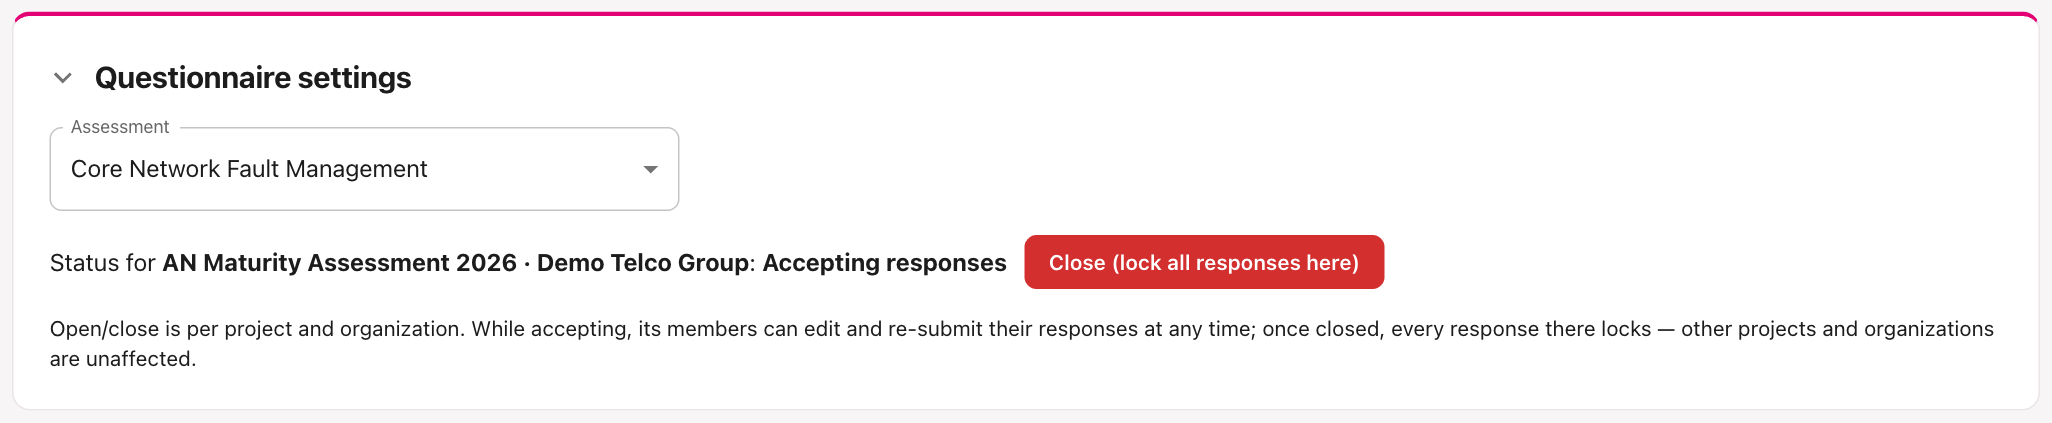 Questionnaire settings
Assessment
Core Network Fault Management
Status for AN Maturity Assessment 2026 · Demo Telco Group: Accepting responses
Close (lock all responses here)
Open/close is per project and organization. While accepting, its members can edit and re-submit their responses at any time; once closed, every response there locks — other projects and organizations
are unaffected.